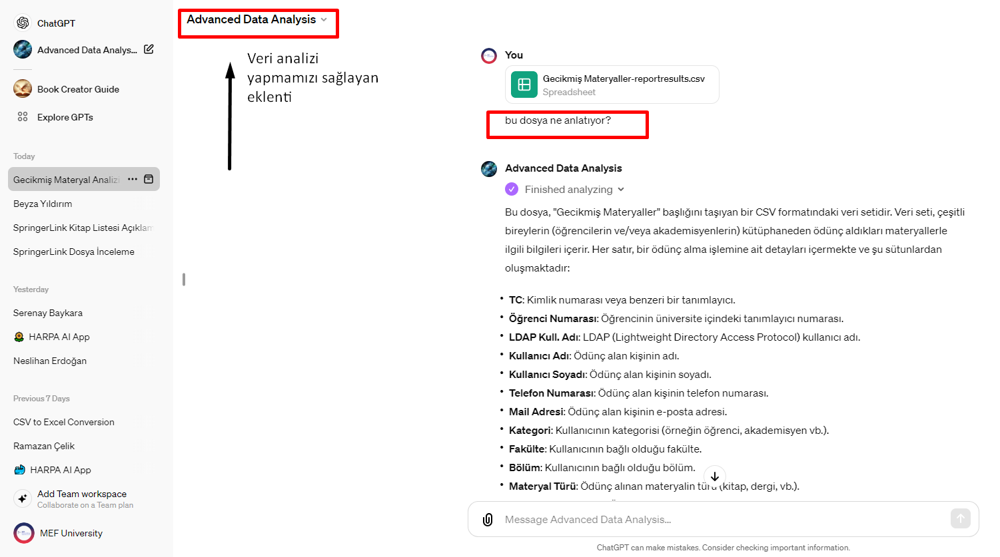 ChatGPT
Advanced Data Analys...
Book Creator Guide
Explore GPTs
Today
Gecikmiş Materyal Analizi
Beyza Yıldırım
SpringerLink Kitap Listesi Açıklam
SpringerLink Dosya İnceleme
Yesterday
Serenay Baykara
HARPA AI App
Neslihan Erdoğan
Previous 7 Days
CSV to Excel Conversion
Ramazan Çelik
HARPA AI App
Add Team workspace
Collaborate on a Team plan
MEF University
Advanced Data Analysis
Veri analizi
yapmamızı sağlayan
eklenti
You
Gecikmiş Materyaller-reportresults.csv
Spreadsheet
bu dosya ne anlatıyor?
Advanced Data Analysis
Finished analyzing
Bu dosya, "Gecikmiş Materyaller" başlığını taşıyan bir CSV formatındaki veri setidir. Veri seti, çeşitli
bireylerin (öğrencilerin ve/veya akademisyenlerin) kütüphaneden ödünç aldıkları materyallerle
ilgili bilgileri içerir. Her satır, bir ödünç alma işlemine ait detayları içermekte ve şu sütunlardan
oluşmaktadır:
• TC: Kimlik numarası veya benzeri bir tanımlayıcı.
• Öğrenci Numarası: Öğrencinin üniversite içindeki tanımlayıcı numarası.
• LDAP Kull. Adı: LDAP (Lightweight Directory Access Protocol) kullanıcı adı.
• Kullanıcı Adı: Ödünç alan kişinin adı.
• Kullanıcı Soyadı: Ödünç alan kişinin soyadı.
• Telefon Numarası: Ödünç alan kişinin telefon numarası.
• Mail Adresi: Ödünç alan kişinin e-posta adresi.
• Kategori: Kullanıcının kategorisi (örneğin öğrenci, akademisyen vb.).
• Fakülte: Kullanıcının bağlı olduğu fakülte.
• Bölüm: Kullanıcının bağlı olduğu bölüm.
• Materyal Türü: Ödünç alınan materyalin türü (kitap, dergi, vb.).
Message Advanced Data Analysis...
ChatGPT can make mistakes. Consider checking important information.